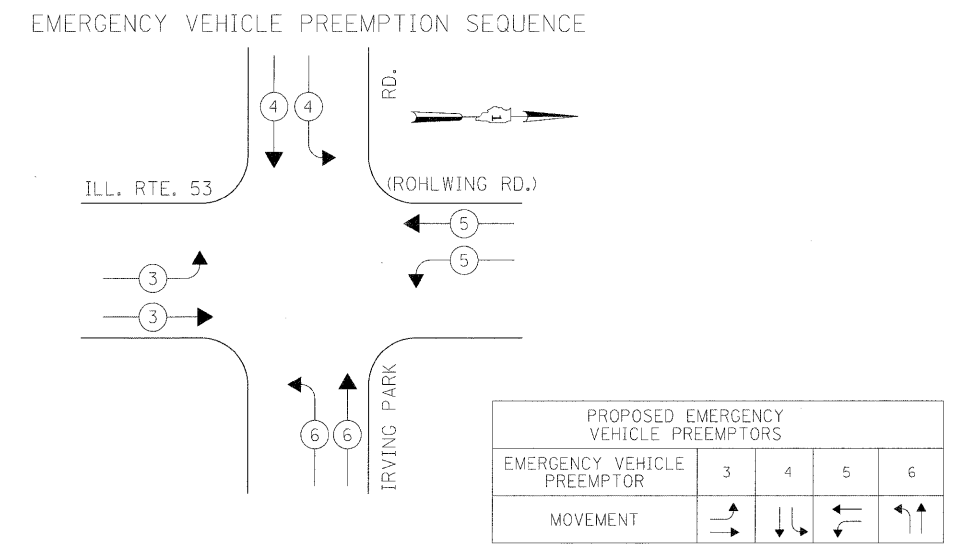 EMERGENCY VEHICLE PREEMPTION SEQUENCE
RD.
4 4
ILL. RTE. 53
(ROHLWING RD.)
5
5
3
3
IRVING PARK
6 6
PROPOSED EMERGENCY
VEHICLE PREEMPTORS
EMERGENCY VEHICLE
PREEMPTOR
3 4 5 6
MOVEMENT